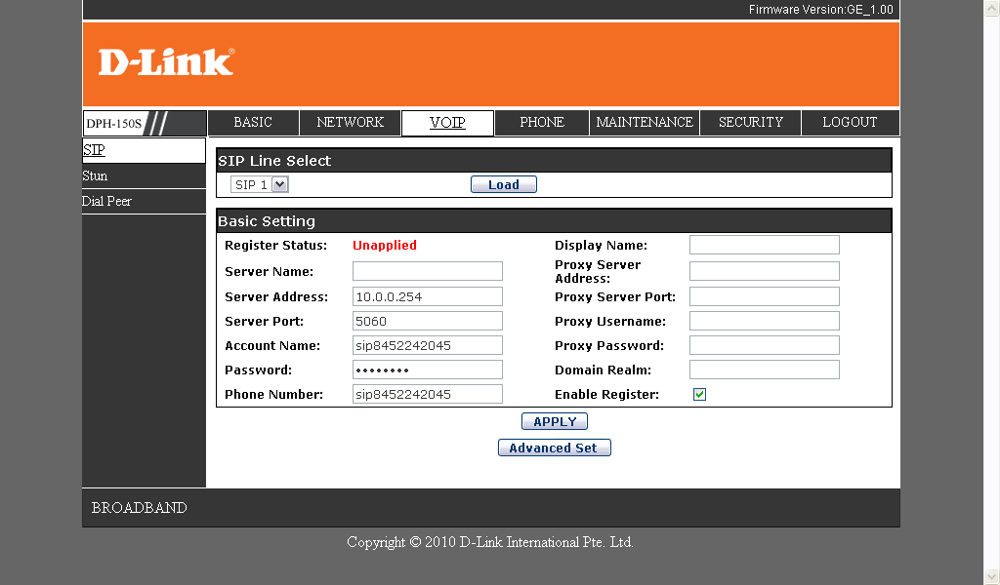 Firmware Version:GE_1.00
D-Link®
DPH-150S BASIC NETWORK VOIP PHONE MAINTENANCE SECURITY LOGOUT
SIP
Stun
Dial Peer
SIP Line Select
SIP 1 Load
Basic Setting
Register Status: Unapplied Display Name:
Server Name: Proxy Server
Address:
Server Address: 10.0.0.254 Proxy Server Port:
Server Port: 5060 Proxy Username:
Account Name: sip8452242045 Proxy Password:
Password: •••••••• Domain Realm:
Phone Number: sip8452242045 Enable Register:
APPLY
Advanced Set
BROADBAND
Copyright © 2010 D-Link International Pte. Ltd.